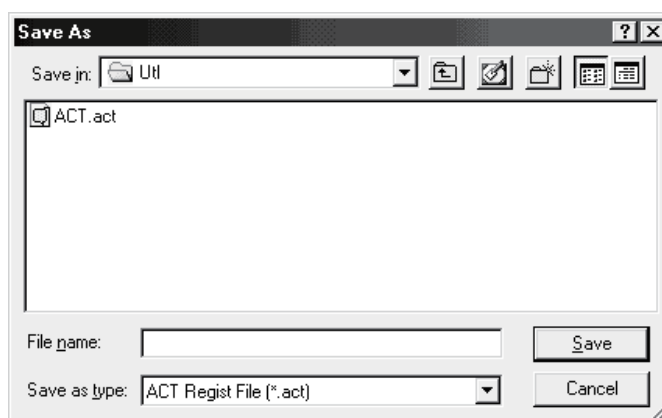 Save As
Save in: Utl
ACT.act
File name:
Save
Save as type: ACT Regist File (*.act)
Cancel